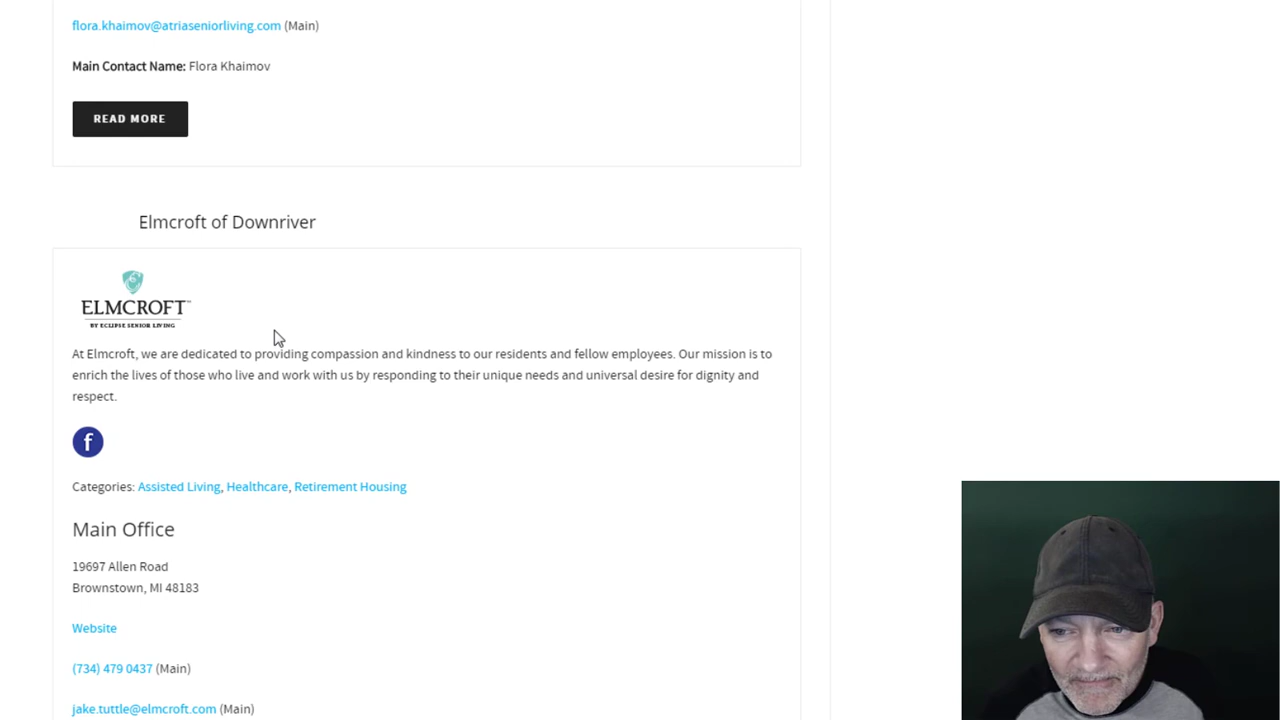 flora.khaimov@atriaseniorliving.com (Main)
Main Contact Name: Flora Khaimov
READ MORE
Elmcroft of Downriver
ELMCROFT™
BY ECLIPSE SENIOR LIVING
At Elmcroft, we are dedicated to providing compassion and kindness to our residents and fellow employees. Our mission is to
enrich the lives of those who live and work with us by responding to their unique needs and universal desire for dignity and
respect.
f
Categories: Assisted Living, Healthcare, Retirement Housing
Main Office
19697 Allen Road
Brownstown, MI 48183
Website
(734) 479 0437 (Main)
jake.tuttle@elmcroft.com (Main)